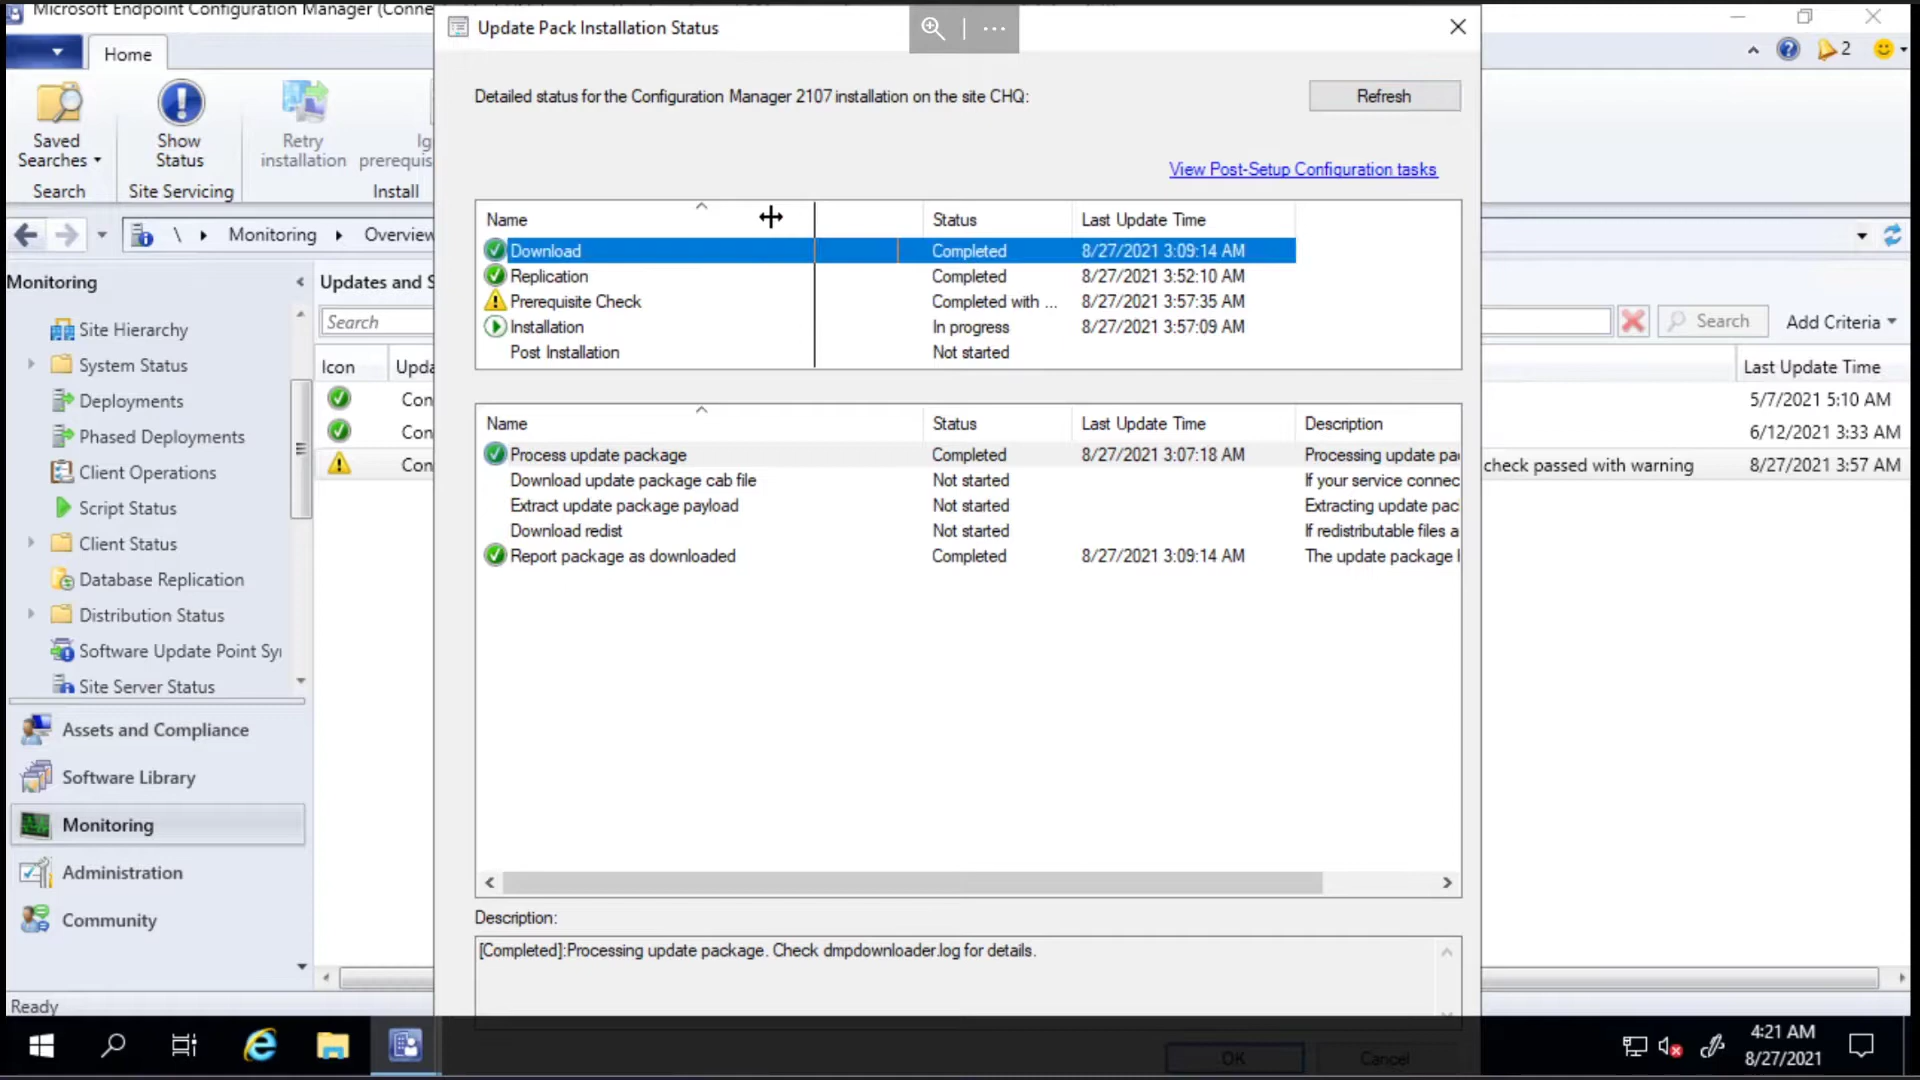 Microsoft Endpoint Configuration Manager (Conne
Update Pack Installation Status
Home
2
Saved Searches
Show Status
Retry installation
Ig prerequis
Search
Site Servicing
Install
Detailed status for the Configuration Manager 2107 installation on the site CHQ:
Refresh
View Post-Setup Configuration tasks
\ Monitoring Overview
Name Status Last Update Time
Download Completed 8/27/2021 3:09:14 AM
Replication Completed 8/27/2021 3:52:10 AM
Prerequisite Check Completed with ... 8/27/2021 3:57:35 AM
Installation In progress 8/27/2021 3:57:09 AM
Post Installation Not started
Monitoring
Site Hierarchy
System Status
Deployments
Phased Deployments
Client Operations
Script Status
Client Status
Database Replication
Distribution Status
Software Update Point Sy
Site Server Status
Assets and Compliance
Software Library
Monitoring
Administration
Community
Updates and S
Search
Icon Upda
Con
Con
Con
Name Status Last Update Time Description
Process update package Completed 8/27/2021 3:07:18 AM Processing update pa
Download update package cab file Not started If your service connec
Extract update package payload Not started Extracting update pac
Download redist Not started If redistributable files a
Report package as downloaded Completed 8/27/2021 3:09:14 AM The update package
Description:
[Completed]:Processing update package. Check dmpdownloader.log for details.
OK Cancel
Search Add Criteria
Last Update Time
5/7/2021 5:10 AM
6/12/2021 3:33 AM
check passed with warning 8/27/2021 3:57 AM
Ready
4:21 AM
8/27/2021